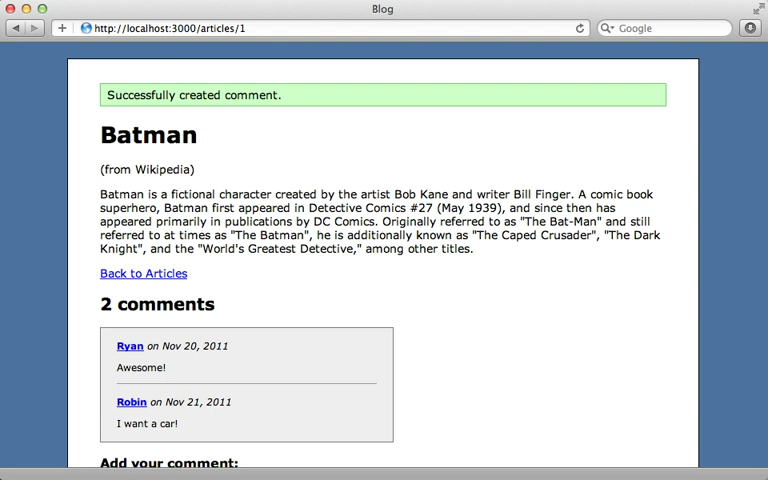 Blog
http://localhost:3000/articles/1
Google
Successfully created comment.
Batman
(from Wikipedia)
Batman is a fictional character created by the artist Bob Kane and writer Bill Finger. A comic book
superhero, Batman first appeared in Detective Comics #27 (May 1939), and since then has
appeared primarily in publications by DC Comics. Originally referred to as "The Bat-Man" and still
referred to at times as "The Batman", he is additionally known as "The Caped Crusader", "The Dark
Knight", and the "World's Greatest Detective," among other titles.
Back to Articles
2 comments
Ryan on Nov 20, 2011
Awesome!
Robin on Nov 21, 2011
I want a car!
Add your comment: